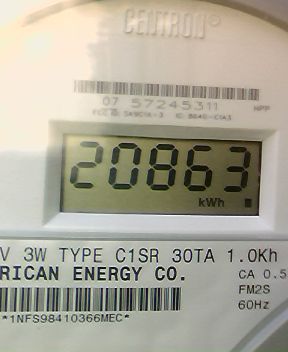 CENTRON®
07 57245311
HPP
20863
kWh
V 3W TYPE C1SR 30TA 1.0Kh
RICAN ENERGY CO.
CA 0.5
FM2S
60Hz
*1NFS98410366MEC*